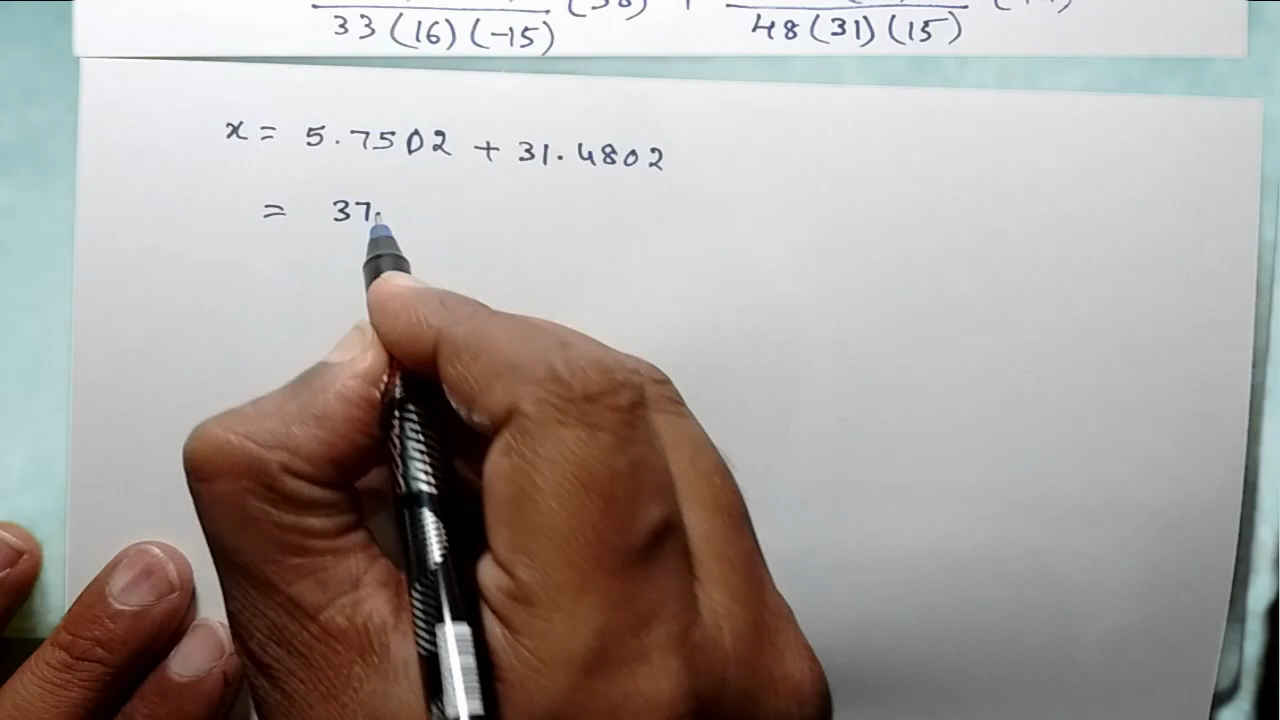 33(16)(-15) 48(31)(15)
x = 5.7502 + 31.4802
= 37.